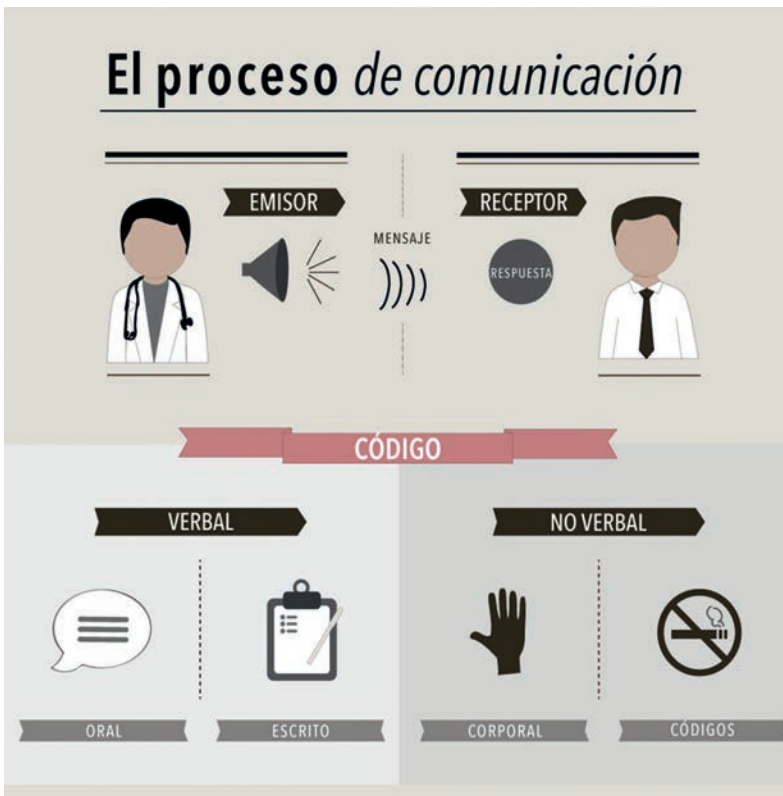 El proceso de comunicación
EMISOR
MENSAJE
RECEPTOR
RESPUESTA
CÓDIGO
VERBAL
NO VERBAL
ORAL
ESCRITO
CORPORAL
CÓDIGOS